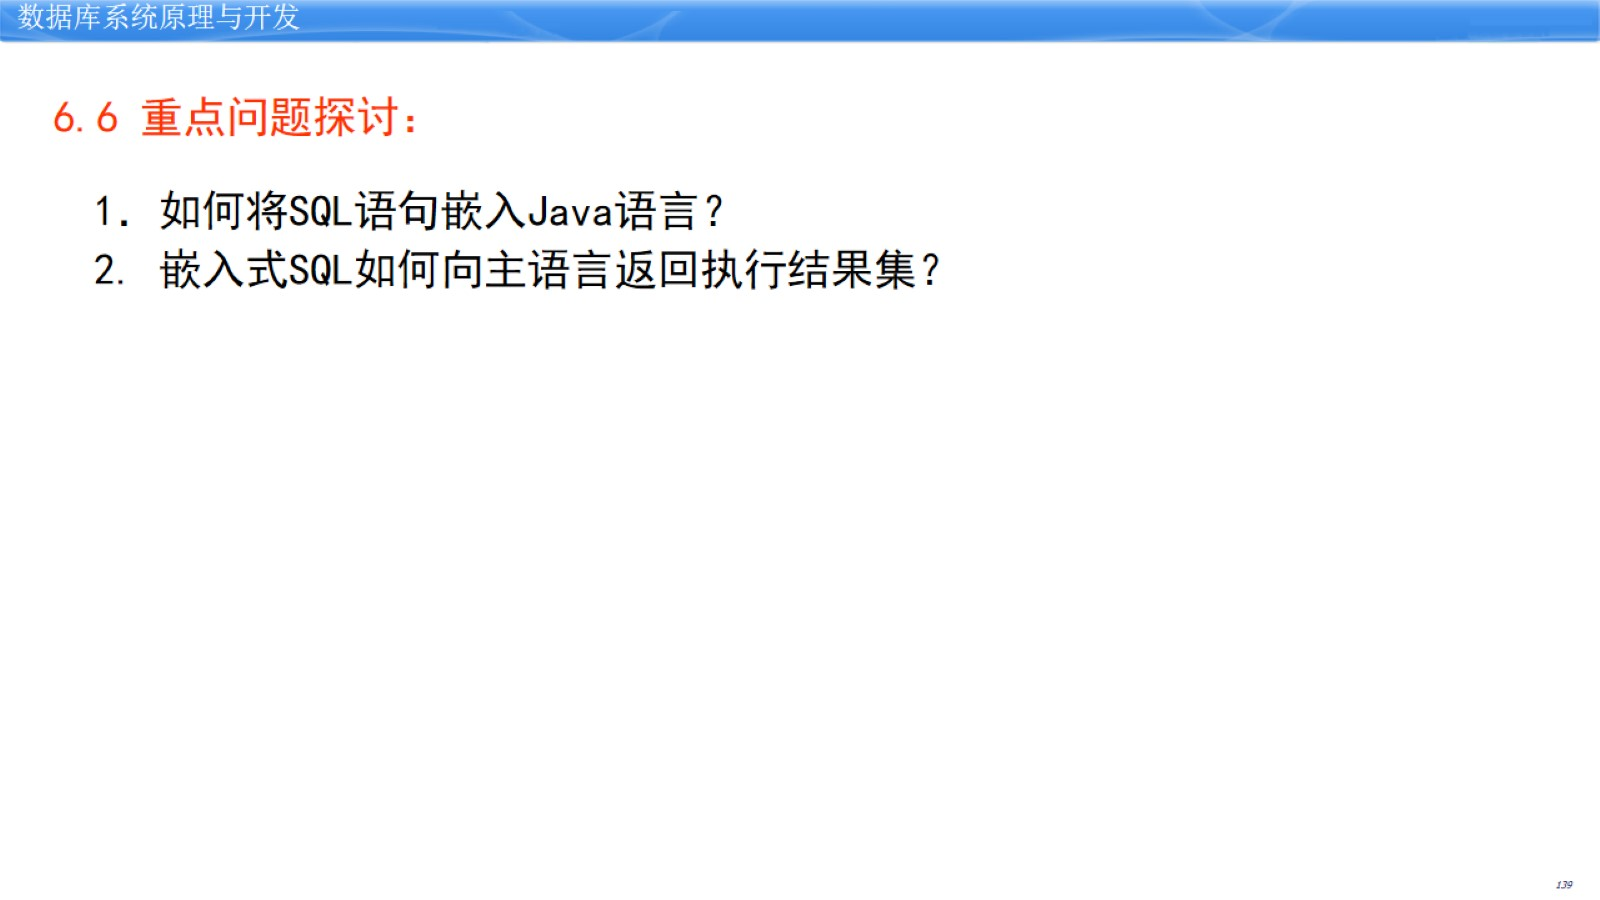 数据库系统原理与开发
6.6 重点问题探讨：
1. 如何将SQL语句嵌入Java语言？
2. 嵌入式SQL如何向主语言返回执行结果集？
139